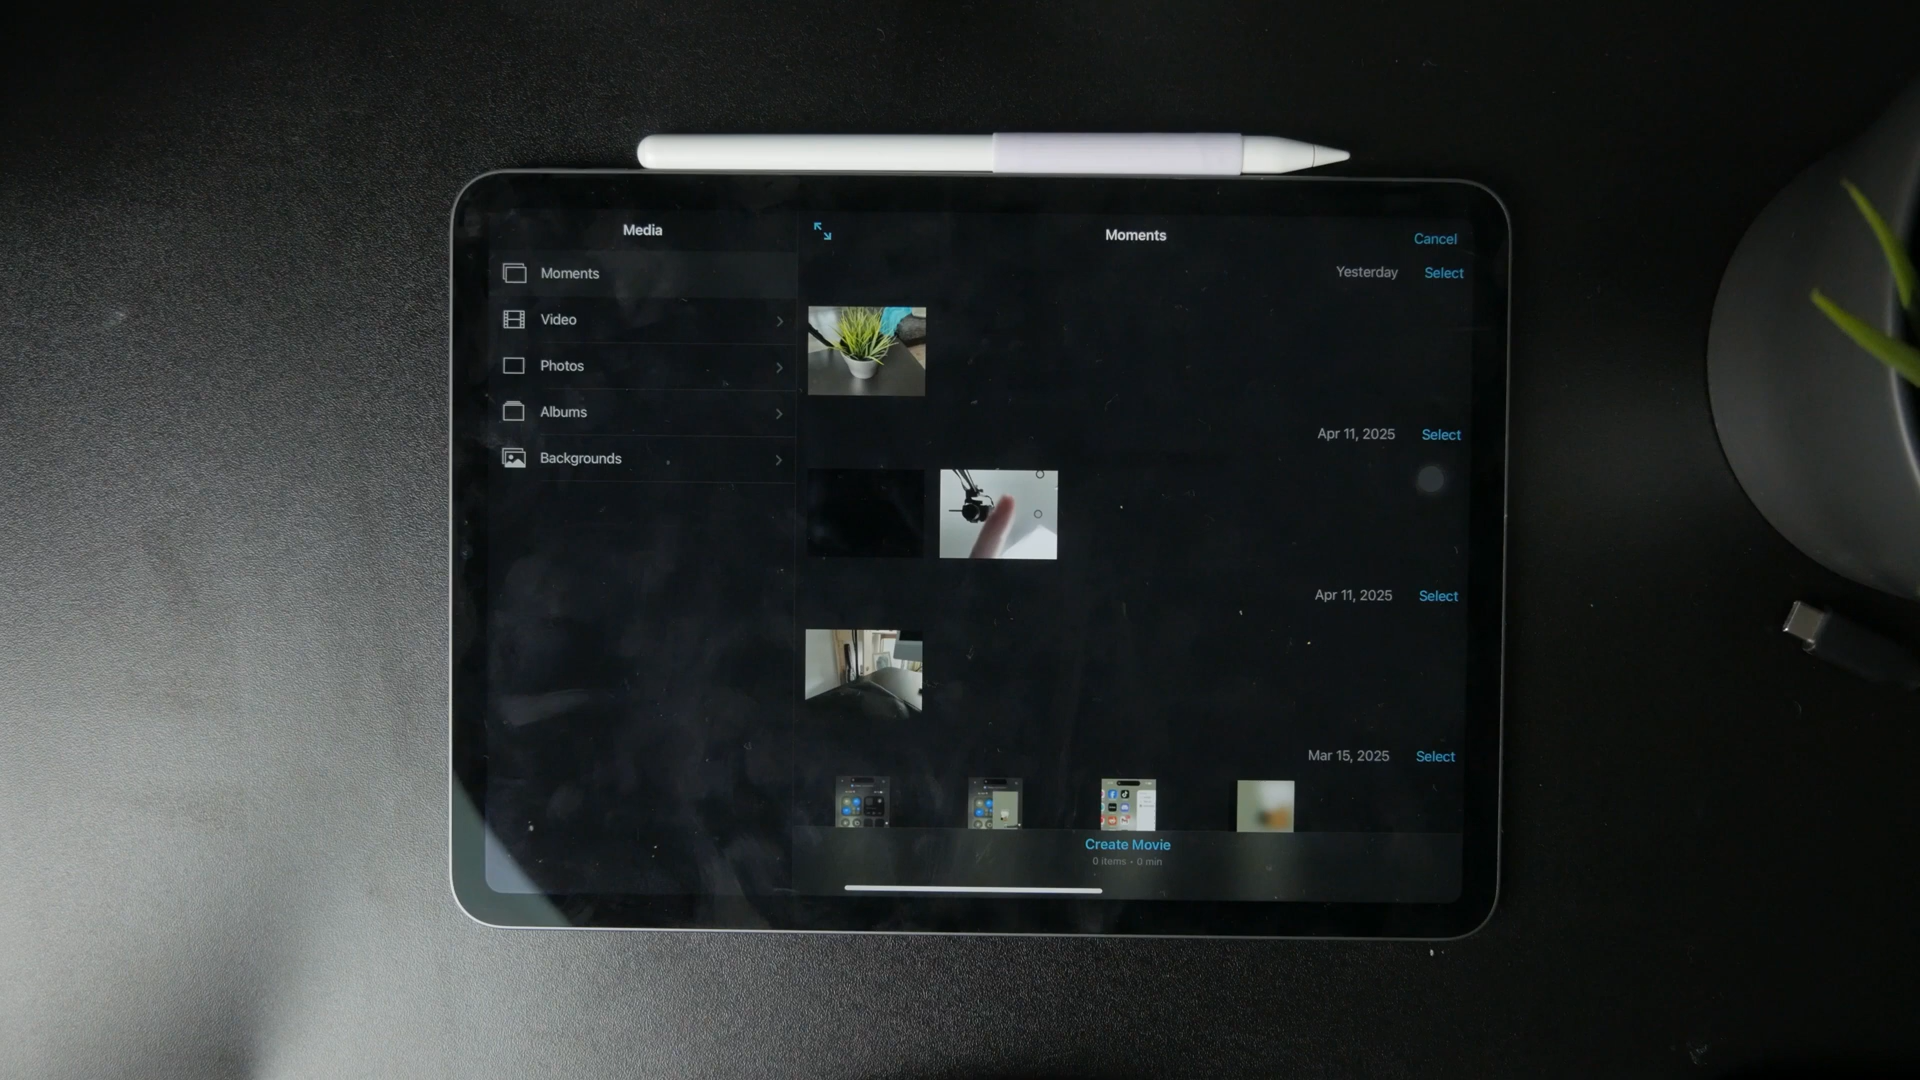 Media
Moments
Video
Photos
Albums
Backgrounds
Moments
Cancel
Yesterday Select
Apr 11, 2025 Select
Apr 11, 2025 Select
Mar 15, 2025 Select
Create Movie
0 items - 0 min